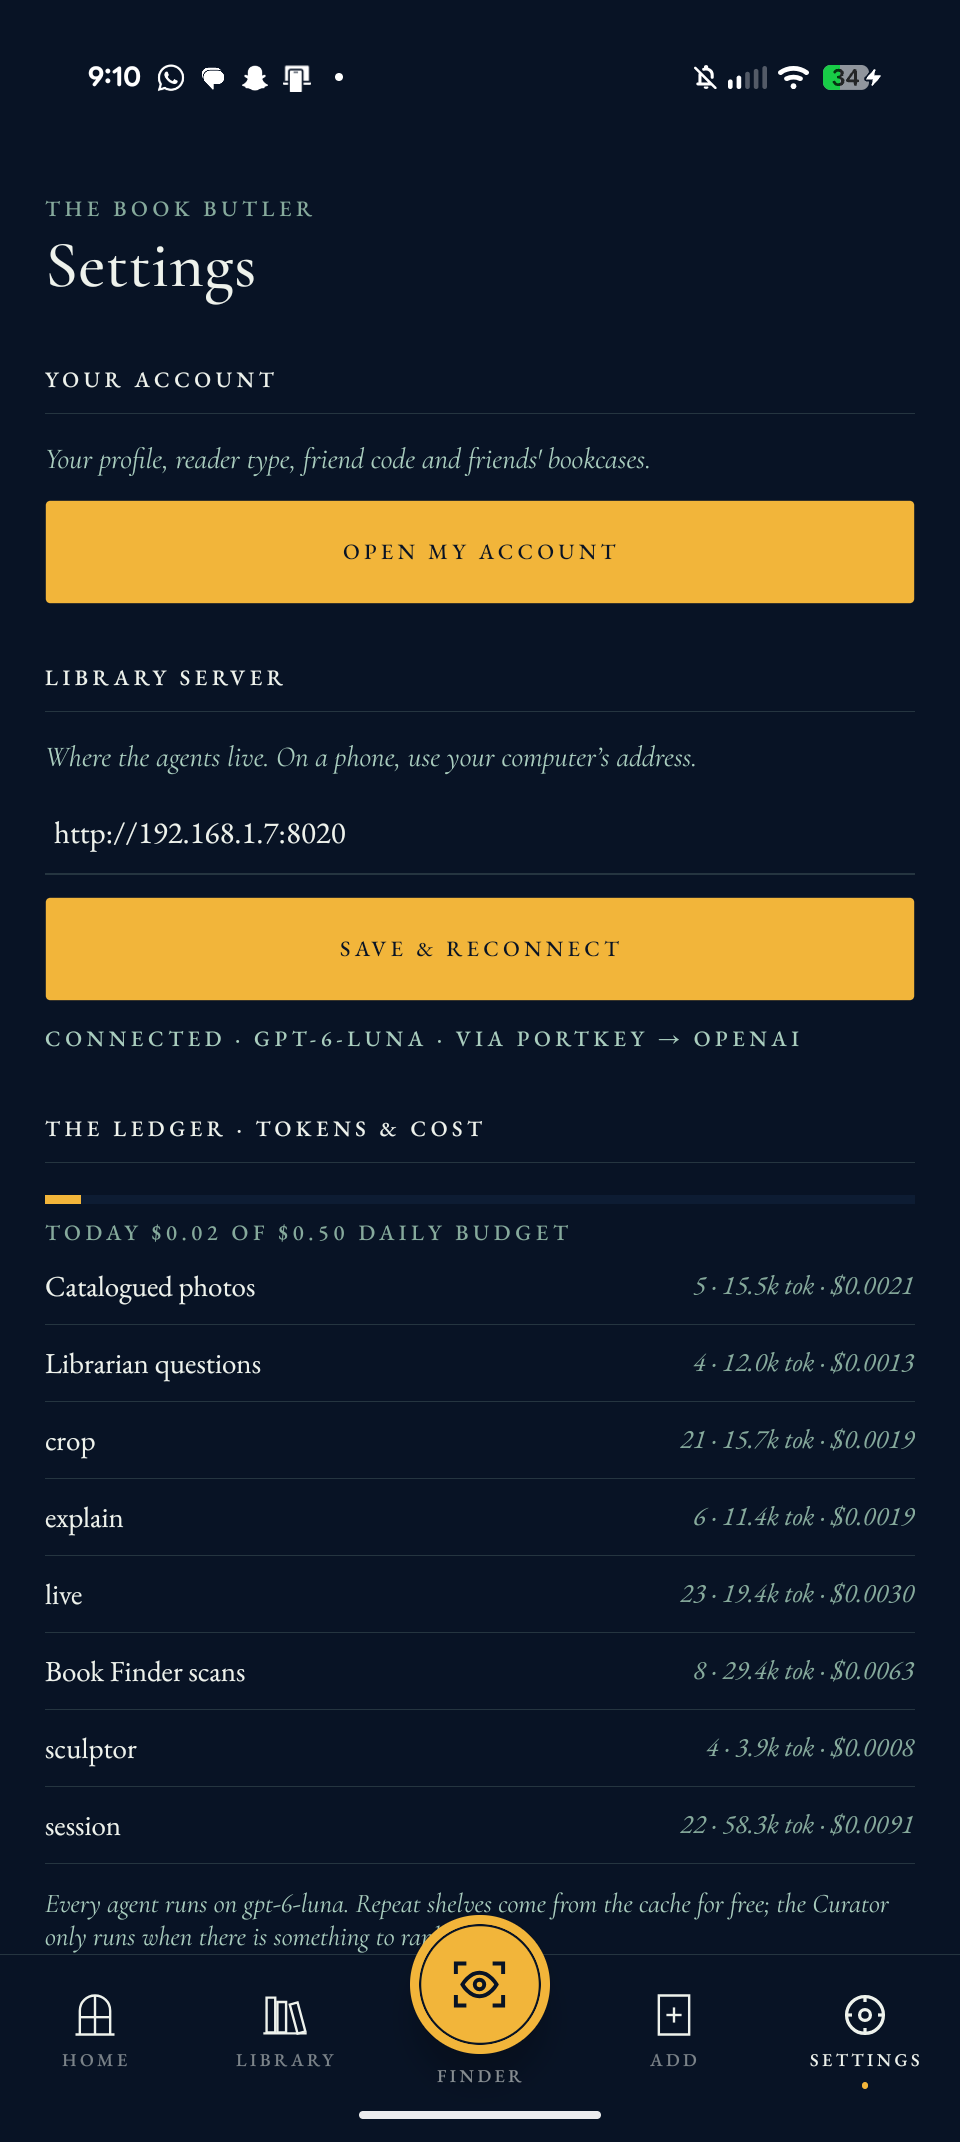 9:10
34
THE BOOK BUTLER
Settings
YOUR ACCOUNT
Your profile, reader type, friend code and friends' bookcases.
OPEN MY ACCOUNT
LIBRARY SERVER
Where the agents live. On a phone, use your computer’s address.
http://192.168.1.7:8020
SAVE & RECONNECT
CONNECTED · GPT-6-LUNA · VIA PORTKEY → OPENAI
THE LEDGER · TOKENS & COST
TODAY $0.02 OF $0.50 DAILY BUDGET
Catalogued photos 5 · 15.5k tok · $0.0021
Librarian questions 4 · 12.0k tok · $0.0013
crop 21 · 15.7k tok · $0.0019
explain 6 · 11.4k tok · $0.0019
live 23 · 19.4k tok · $0.0030
Book Finder scans 8 · 29.4k tok · $0.0063
sculptor 4 · 3.9k tok · $0.0008
session 22 · 58.3k tok · $0.0091
Every agent runs on gpt-6-luna. Repeat shelves come from the cache for free; the Curator
only runs when there is something to
HOME LIBRARY FINDER ADD SETTINGS